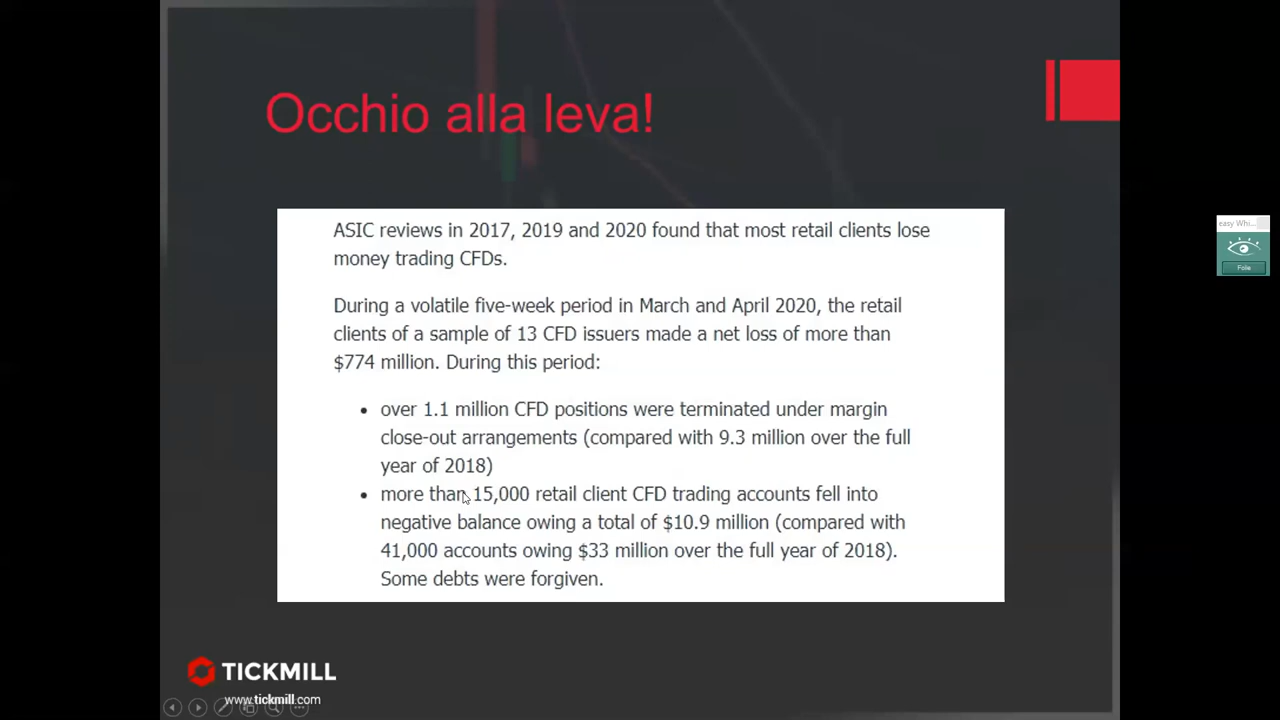 Occhio alla leva!
ASIC reviews in 2017, 2019 and 2020 found that most retail clients lose
money trading CFDs.
During a volatile five-week period in March and April 2020, the retail
clients of a sample of 13 CFD issuers made a net loss of more than
$774 million. During this period:
• over 1.1 million CFD positions were terminated under margin
close-out arrangements (compared with 9.3 million over the full
year of 2018)
• more than 15,000 retail client CFD trading accounts fell into
negative balance owing a total of $10.9 million (compared with
41,000 accounts owing $33 million over the full year of 2018).
Some debts were forgiven.
TICKMILL
www.tickmill.com
easy Whi...
Folie